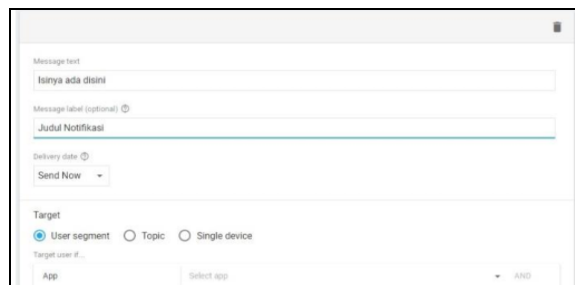 Message text
Isinya ada disini
Message label (optional)
Judul Notifikasi
Delivery date
Send Now
Target
User segment Topic Single device
Target user if...
App Select app AND